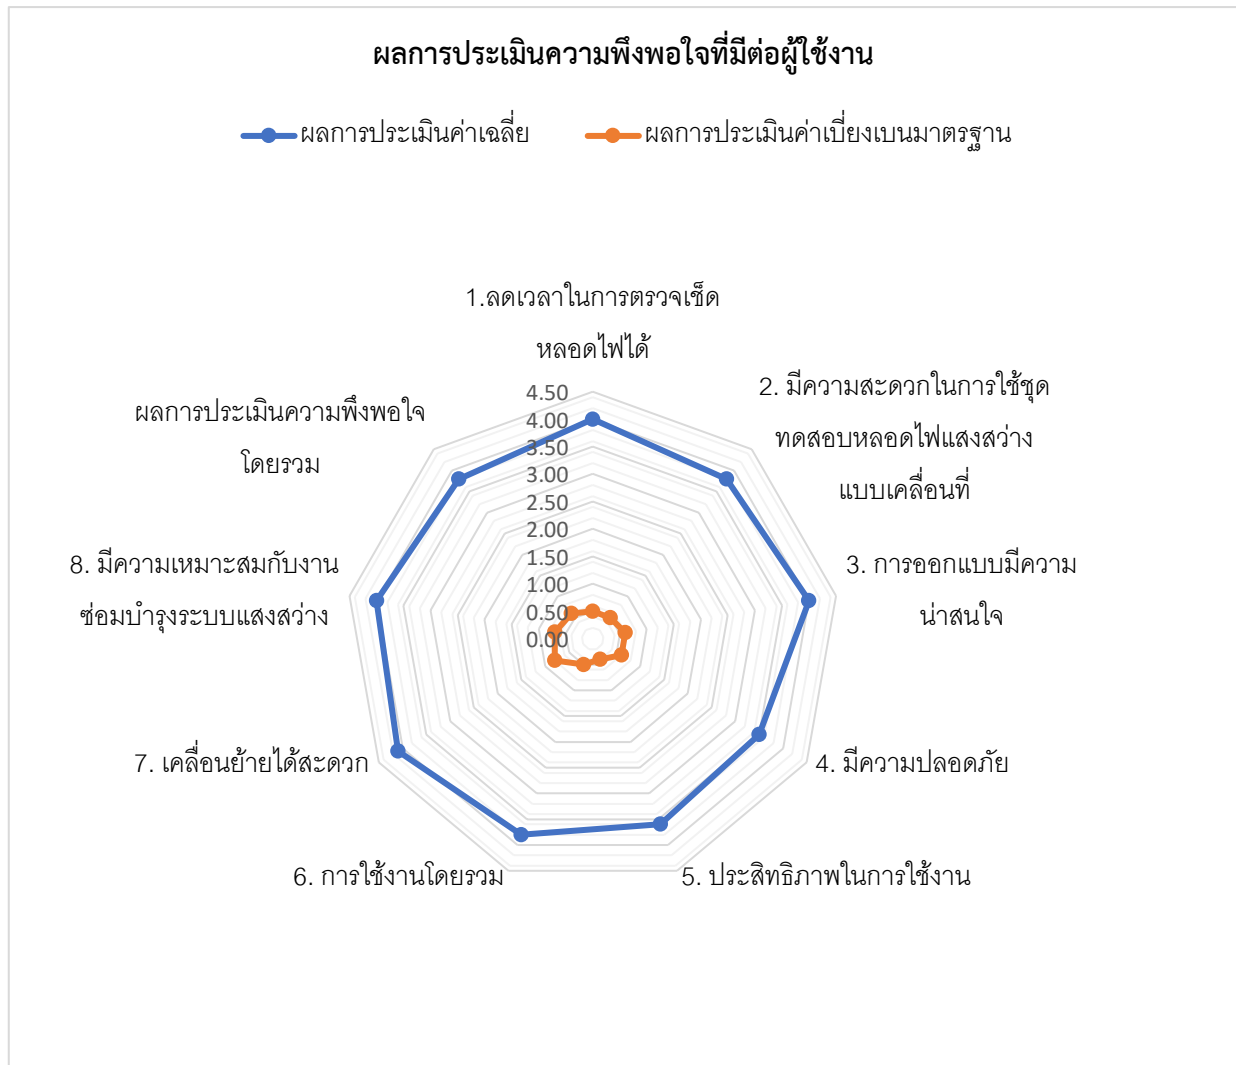 ผลการประเมินความพึงพอใจที่มีต่อผู้ใช้งาน
ผลการประเมินค่าเฉลี่ย ผลการประเมินค่าเบี่ยงเบนมาตรฐาน
1.ลดเวลาในการตรวจเช็ด
หลอดไฟได้
2. มีความสะดวกในการใช้ชุด
ทดสอบหลอดไฟแสงสว่าง
แบบเคลื่อนที่
3. การออกแบบมีความ
น่าสนใจ
4. มีความปลอดภัย
5. ประสิทธิภาพในการใช้งาน
6. การใช้งานโดยรวม
7. เคลื่อนย้ายได้สะดวก
8. มีความเหมาะสมกับงาน
ซ่อมบำรุงระบบแสงสว่าง
ผลการประเมินความพึงพอใจ
โดยรวม
4.50
4.00
3.50
3.00
2.50
2.00
1.50
1.00
0.50
0.00